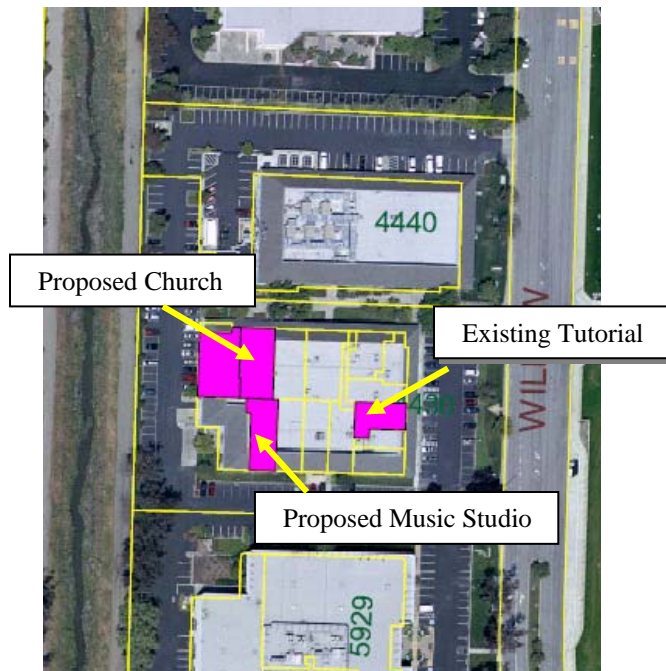 4440
Proposed Church
Existing Tutorial
Proposed Music Studio
5929